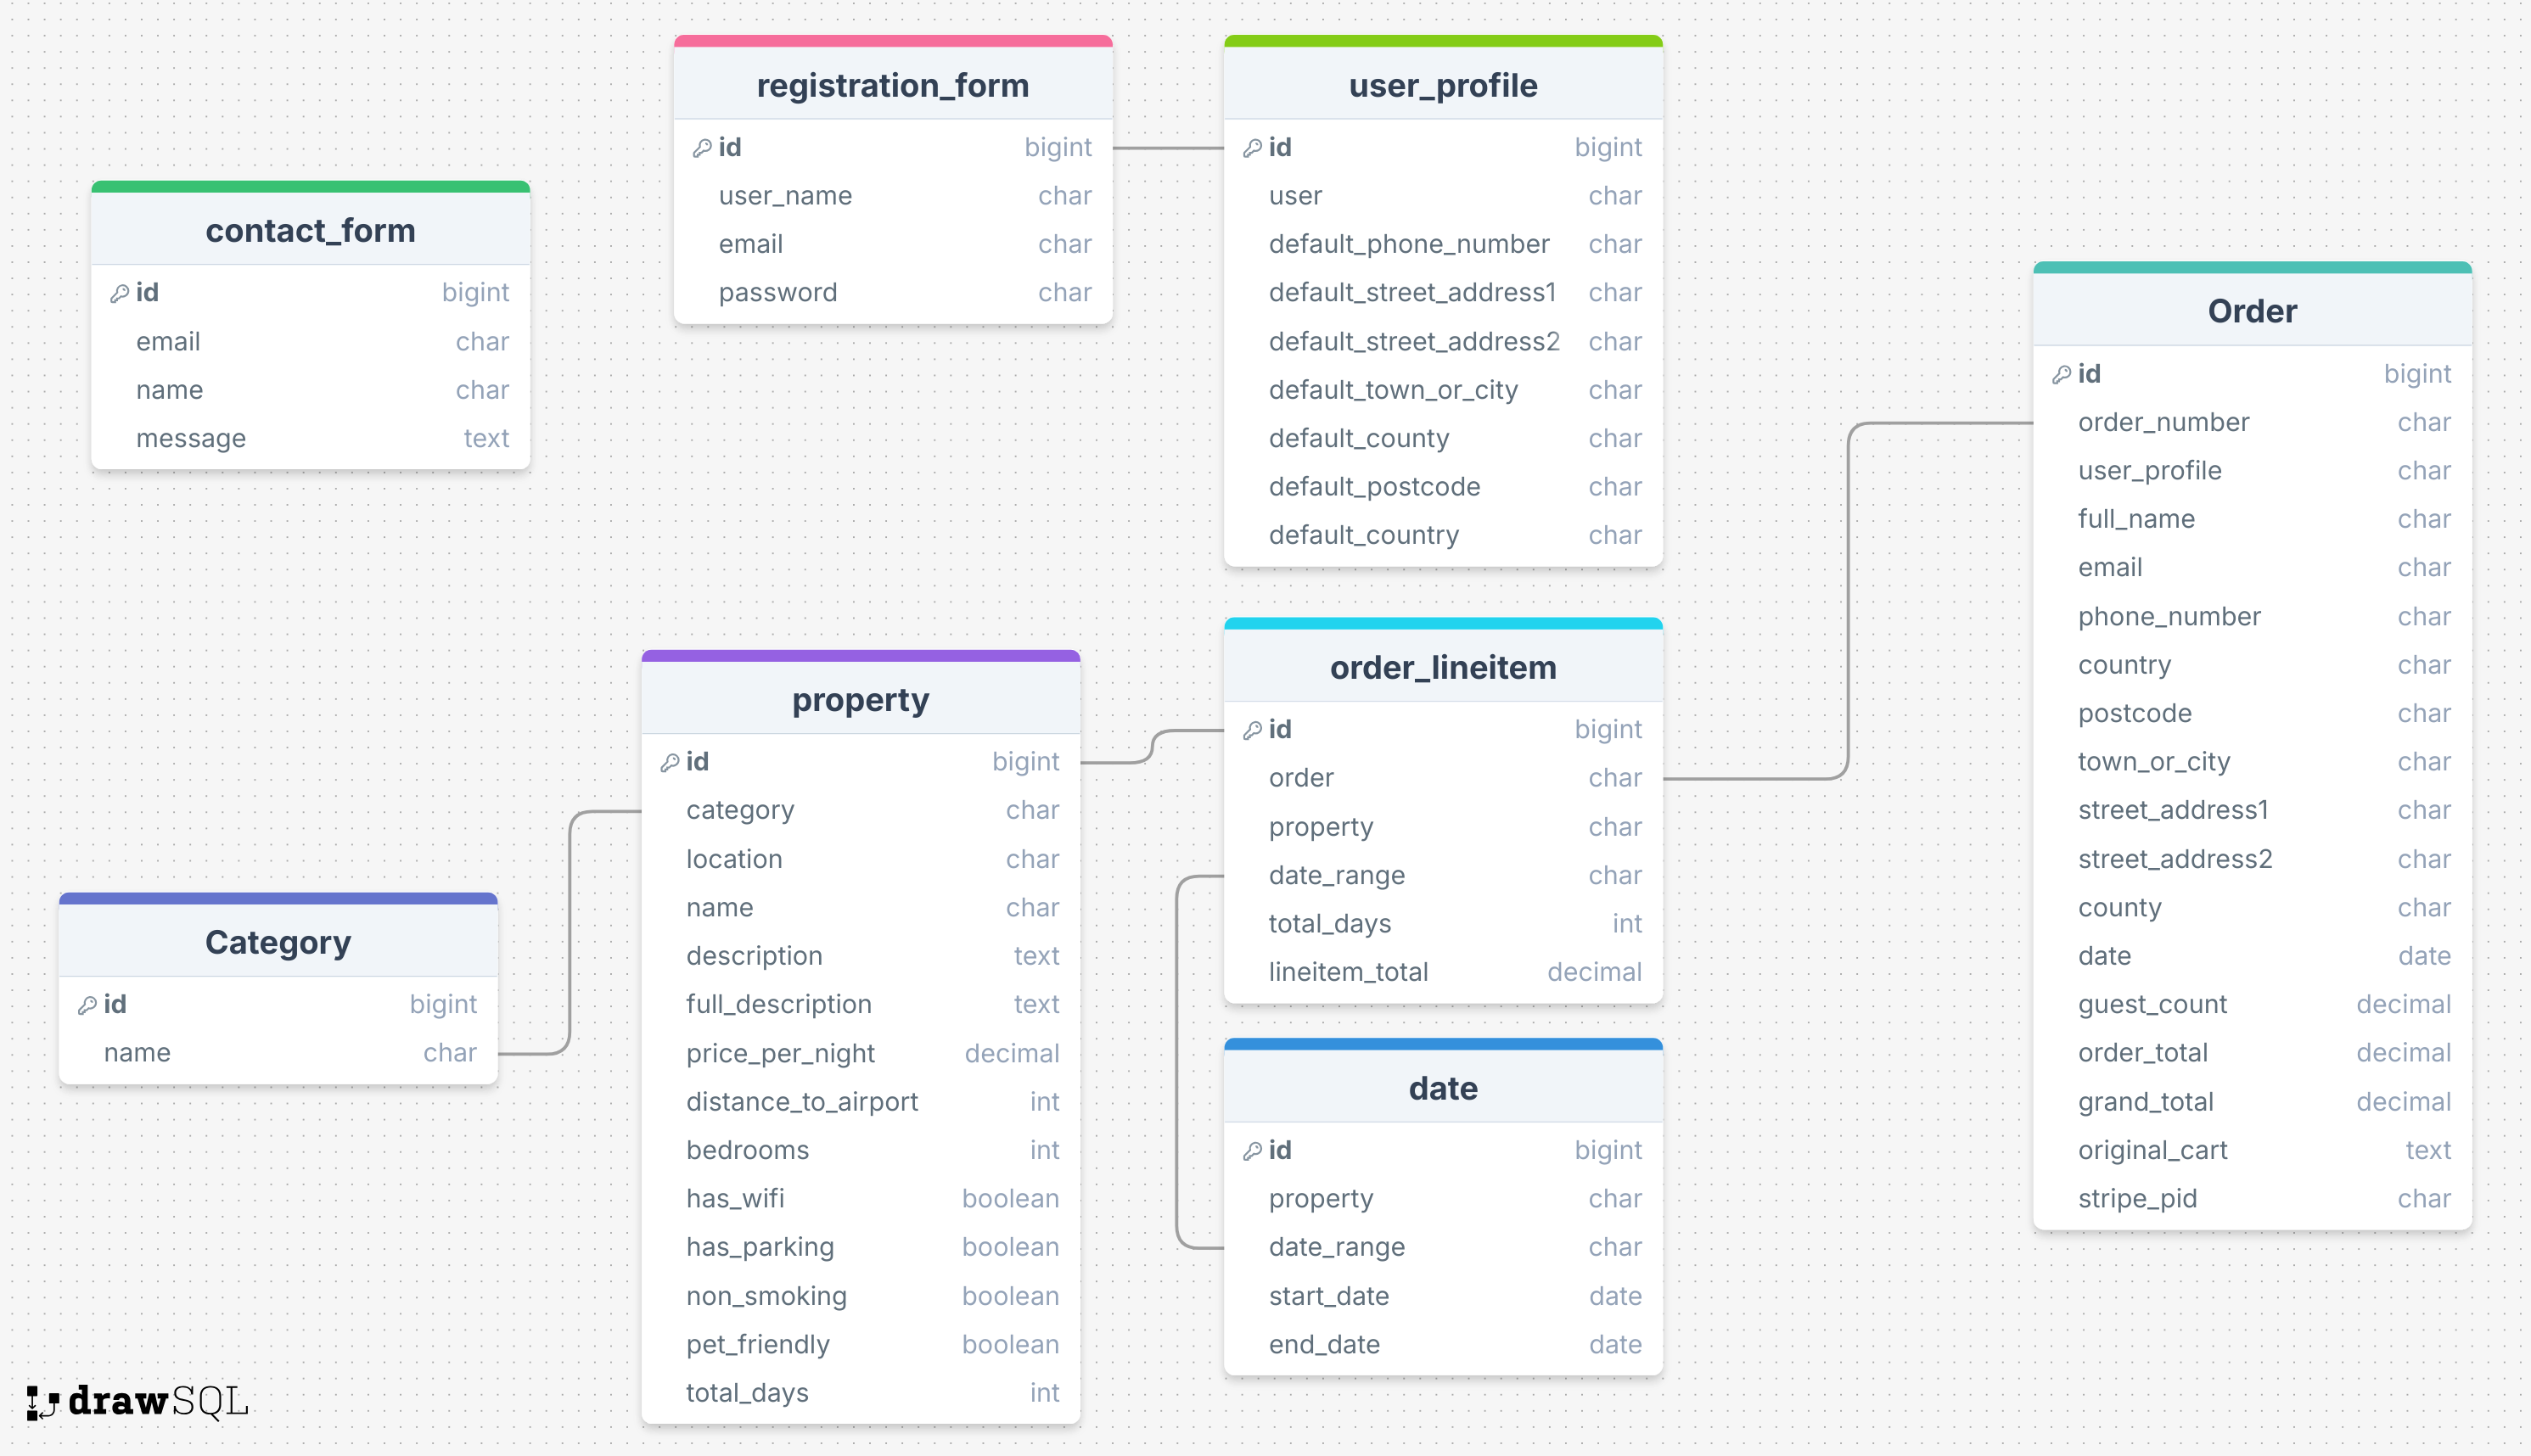 registration_form
id bigint
user_name char
email char
password char
user_profile
id bigint
user char
default_phone_number char
default_street_address1 char
default_street_address2 char
default_town_or_city char
default_county char
default_postcode char
default_country char
contact_form
id bigint
email char
name char
message text
Order
id bigint
order_number char
user_profile char
full_name char
email char
phone_number char
country char
postcode char
town_or_city char
street_address1 char
street_address2 char
county char
date date
guest_count decimal
order_total decimal
grand_total decimal
original_cart text
stripe_pid char
order_lineitem
id bigint
order char
property char
date_range char
total_days int
lineitem_total decimal
property
id bigint
category char
location char
name char
description text
full_description text
price_per_night decimal
distance_to_airport int
bedrooms int
has_wifi boolean
has_parking boolean
non_smoking boolean
pet_friendly boolean
total_days int
Category
id bigint
name char
date
id bigint
property char
date_range char
start_date date
end_date date
drawSQL